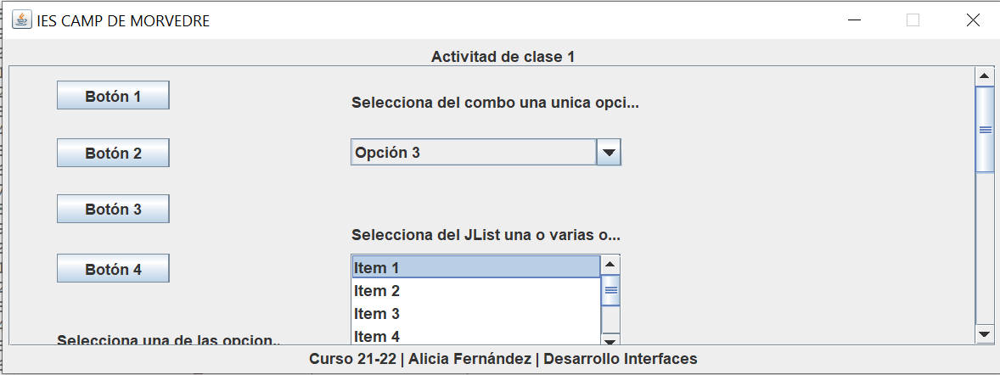 IES CAMP DE MORVEDRE
Activitad de clase 1
Botón 1
Botón 2
Botón 3
Botón 4
Selecciona una de las opcion..
Selecciona del combo una unica opci...
Opción 3
Selecciona del JList una o varias o...
Item 1
Item 2
Item 3
Item 4
Curso 21-22 | Alicia Fernández | Desarrollo Interfaces